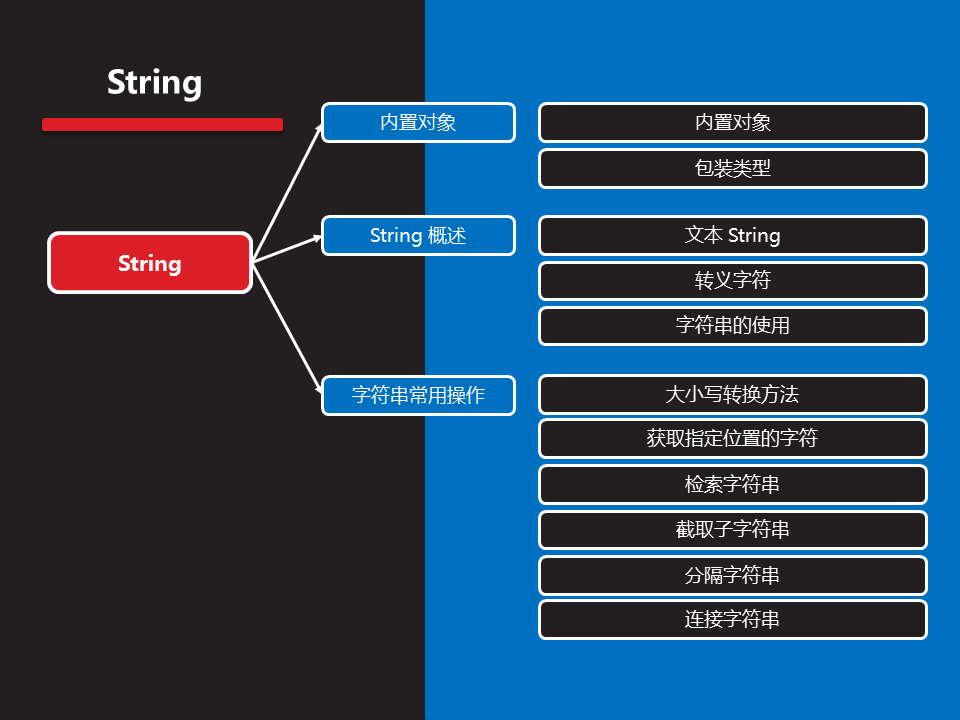 String
String
内置对象
内置对象
包装类型
String 概述
文本 String
转义字符
字符串的使用
字符串常用操作
大小写转换方法
获取指定位置的字符
检索字符串
截取子字符串
分隔字符串
连接字符串